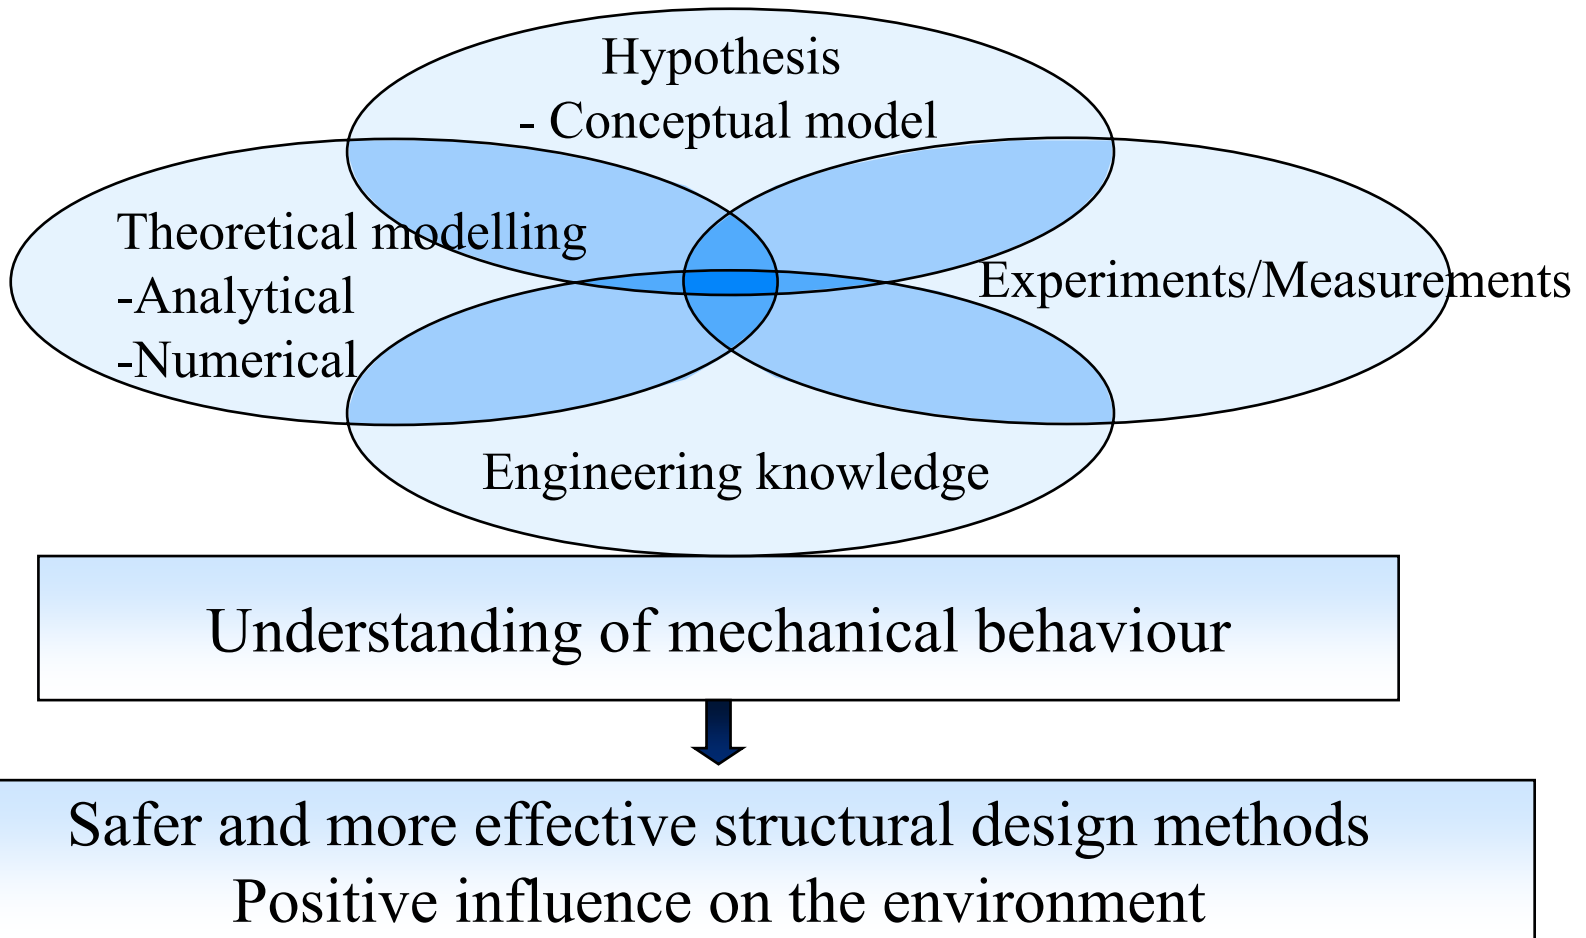 Hypothesis
- Conceptual model
Theoretical modelling
-Analytical
-Numerical
Experiments/Measurements
Engineering knowledge
Understanding of mechanical behaviour
Safer and more effective structural design methods
Positive influence on the environment